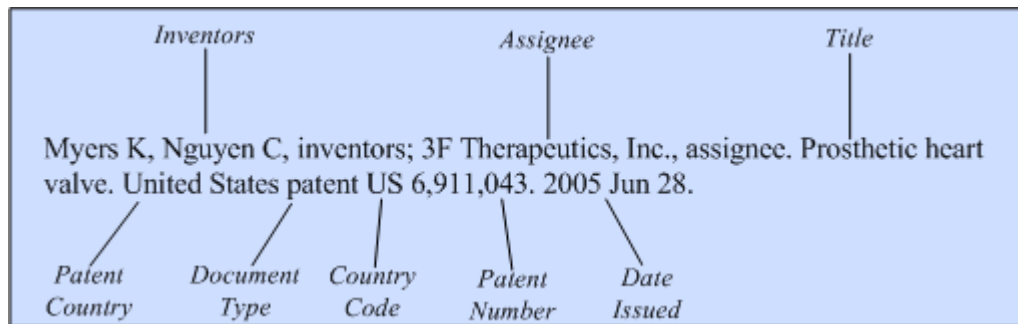 Inventors Assignee Title
Myers K, Nguyen C, inventors; 3F Therapeutics, Inc., assignee. Prosthetic heart
valve. United States patent US 6,911,043. 2005 Jun 28.
Patent Document Country Patent Date
Country Type Code Number Issued